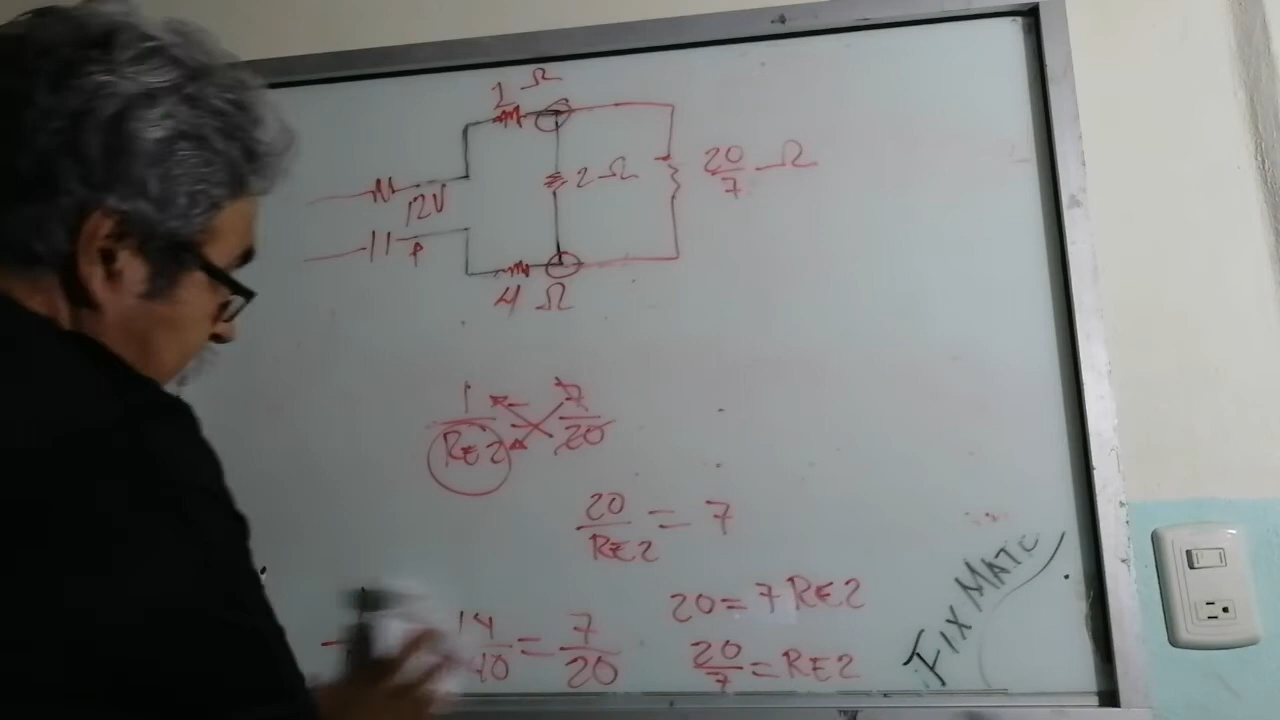 1 Ω
2 Ω
20/7 Ω
12V
4 Ω
1/RE2 = 7/20
20/RE2 = 7
20 = 7 RE2
14/40 = 7/20
20/7 = RE2
FIX MATC